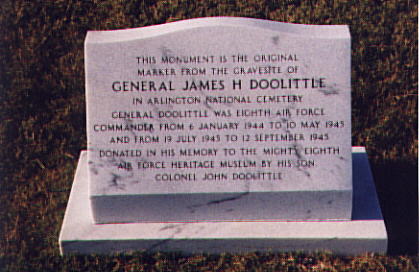 THIS MONUMENT IS THE ORIGINAL
MARKER FROM THE GRAVESITE OF
GENERAL JAMES H DOOLITTLE
IN ARLINGTON NATIONAL CEMETERY
GENERAL DOOLITTLE WAS EIGHTH AIR FORCE
COMMANDER FROM 6 JANUARY 1944 TO 10 MAY 1945
AND FROM 19 JULY 1945 TO 12 SEPTEMBER 1945
DONATED IN HIS MEMORY TO THE MIGHTY EIGHTH
AIR FORCE HERITAGE MUSEUM BY HIS SON
COLONEL JOHN DOOLITTLE